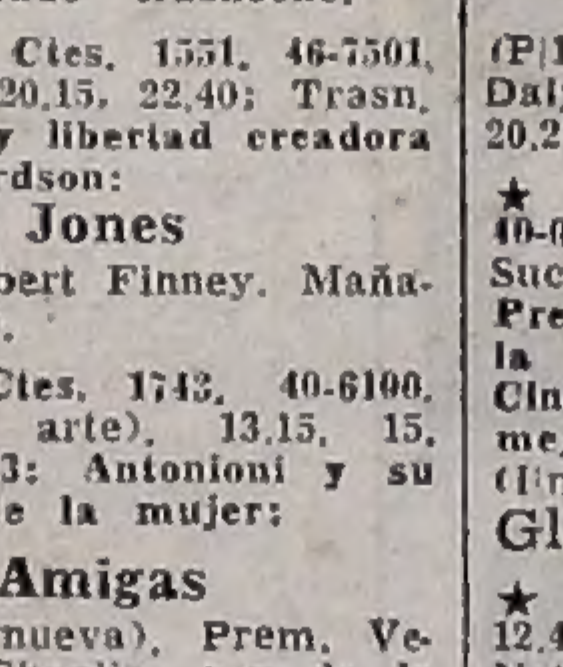 Ctes. 1551. 46-7501.
20.15, 22.40: Trasn.
y libertad creadora
rdson:
Jones
bert Finney. Maña-
Ctes. 1743. 40-6100.
arte). 13.15, 15.
3: Antonioni y su
e la mujer:
Amigas
nueva). Prem. Ve-
(P
Dal
20.2
★
40-0
Suc
Pre
la
Cin
me
Gl
★
12.4